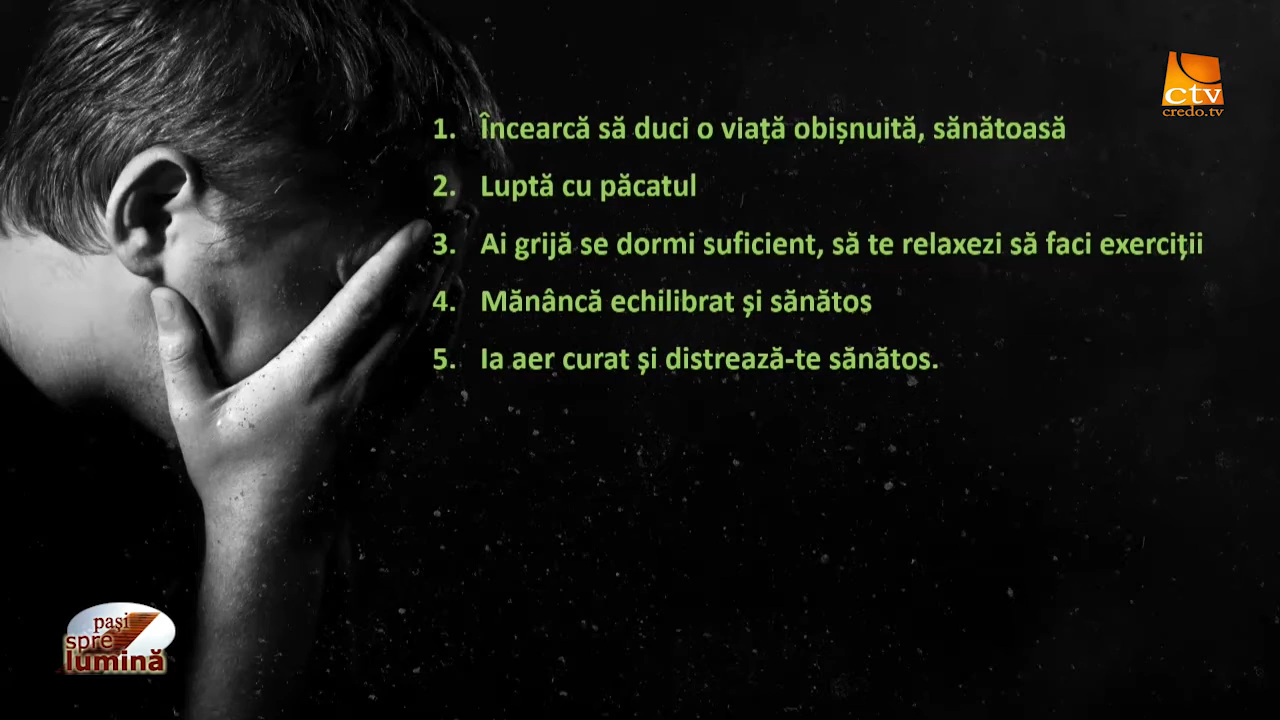 ctv
credo.tv
1. Încearcă să duci o viață obișnuită, sănătoasă
2. Luptă cu păcatul
3. Ai grijă se dormi suficient, să te relaxezi să faci exerciții
4. Mănâncă echilibrat și sănătos
5. Ia aer curat și distrează-te sănătos.
pași
spre
lumină